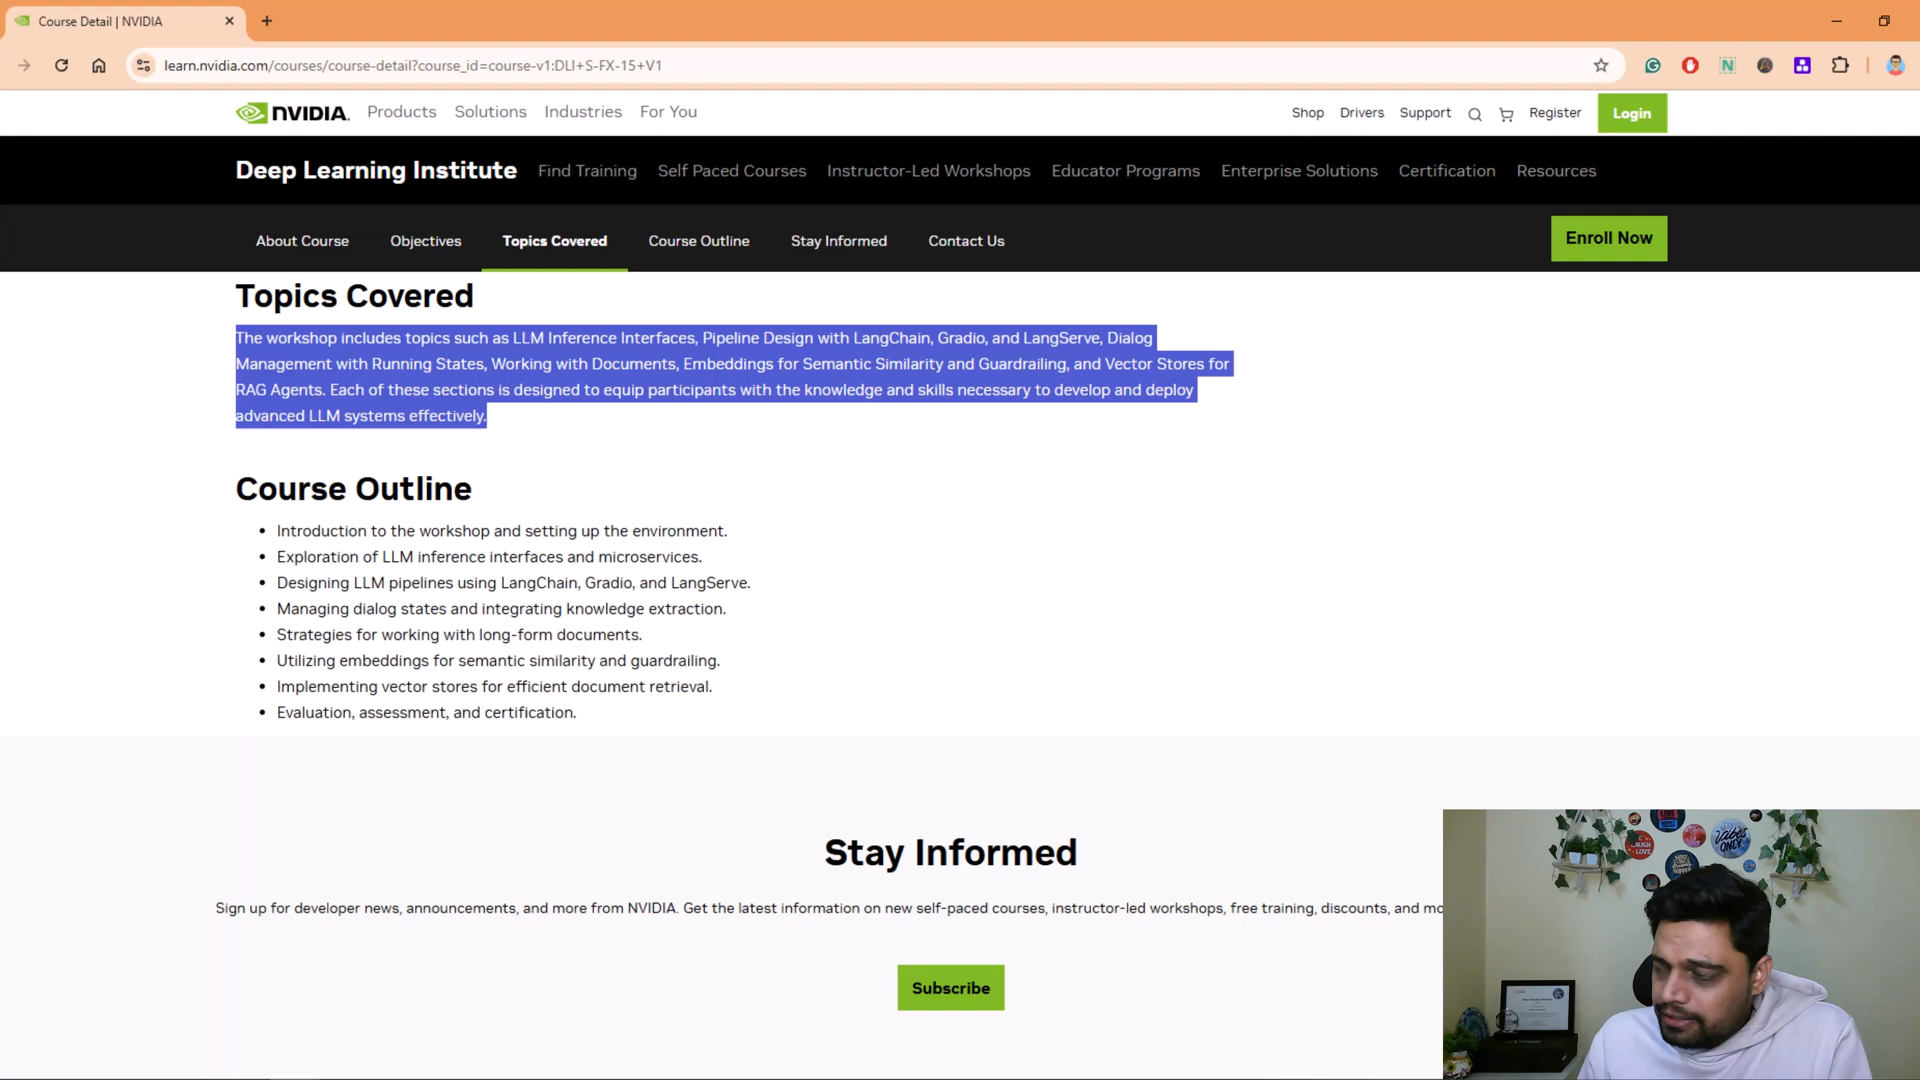 Course Detail | NVIDIA
learn.nvidia.com/courses/course-detail?course_id=course-v1:DLI+S-FX-15+V1
NVIDIA. Products Solutions Industries For You Shop Drivers Support Register Login
Deep Learning Institute Find Training Self Paced Courses Instructor-Led Workshops Educator Programs Enterprise Solutions Certification Resources
About Course Objectives Topics Covered Course Outline Stay Informed Contact Us Enroll Now
Topics Covered
The workshop includes topics such as LLM Inference Interfaces, Pipeline Design with LangChain, Gradio, and LangServe, Dialog
Management with Running States, Working with Documents, Embeddings for Semantic Similarity and Guardrailing, and Vector Stores for
RAG Agents. Each of these sections is designed to equip participants with the knowledge and skills necessary to develop and deploy
advanced LLM systems effectively.
Course Outline
• Introduction to the workshop and setting up the environment.
• Exploration of LLM inference interfaces and microservices.
• Designing LLM pipelines using LangChain, Gradio, and LangServe.
• Managing dialog states and integrating knowledge extraction.
• Strategies for working with long-form documents.
• Utilizing embeddings for semantic similarity and guardrailing.
• Implementing vector stores for efficient document retrieval.
• Evaluation, assessment, and certification.
Stay Informed
Sign up for developer news, announcements, and more from NVIDIA. Get the latest information on new self-paced courses, instructor-led workshops, free training, discounts, and mo
Subscribe
LIVE
LAUGH
LOVE
VIBES
ONLY